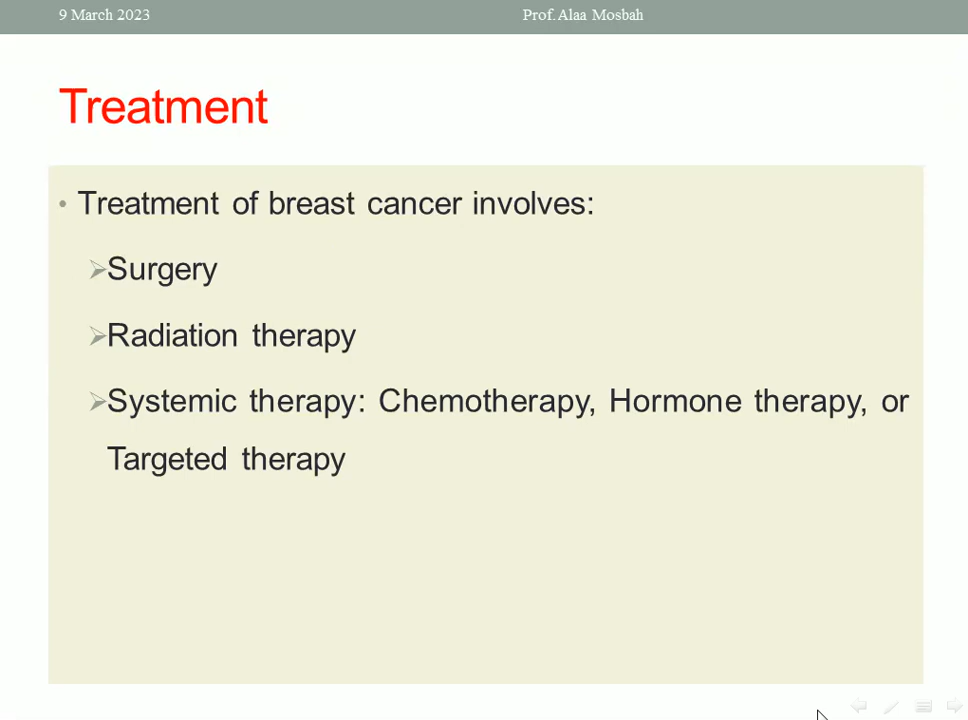 9 March 2023 Prof. Alaa Mosbah
Treatment
• Treatment of breast cancer involves:
➢Surgery
➢Radiation therapy
➢Systemic therapy: Chemotherapy, Hormone therapy, or
Targeted therapy